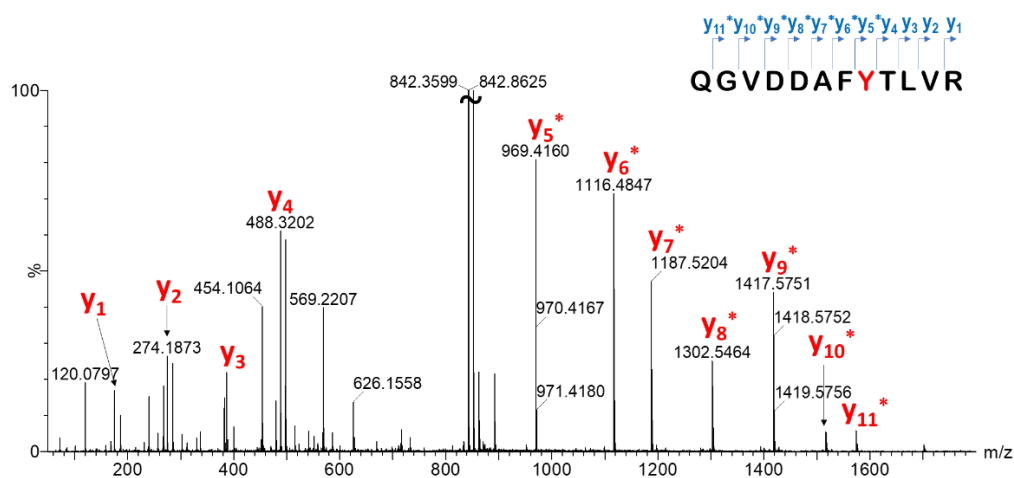 y11*y10*y9*y8*y7*y6*y5*y4 y3 y2 y1
QGVDDAFYTLVR
100
842.3599
842.8625
y5*
969.4160
y6*
1116.4847
y4
488.3202
y7*
1187.5204
y9*
1417.5751
%
y1
y2
454.1064
569.2207
970.4167
y8*
1418.5752
274.1873
y3
1302.5464
y10*
120.0797
626.1558
971.4180
1419.5756
y11*
0
200
400
600
800
1000
1200
1400
1600
m/z